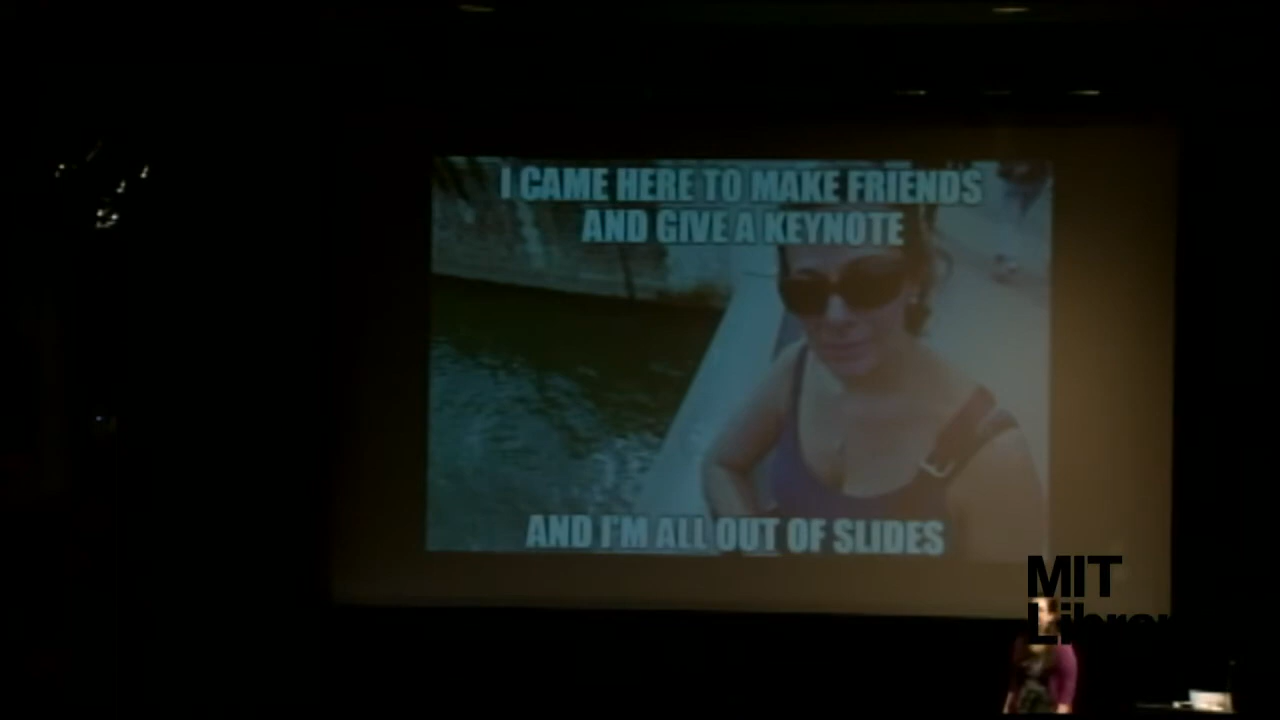 I CAME HERE TO MAKE FRIENDS
AND GIVE A KEYNOTE
AND I'M ALL OUT OF SLIDES
MIT